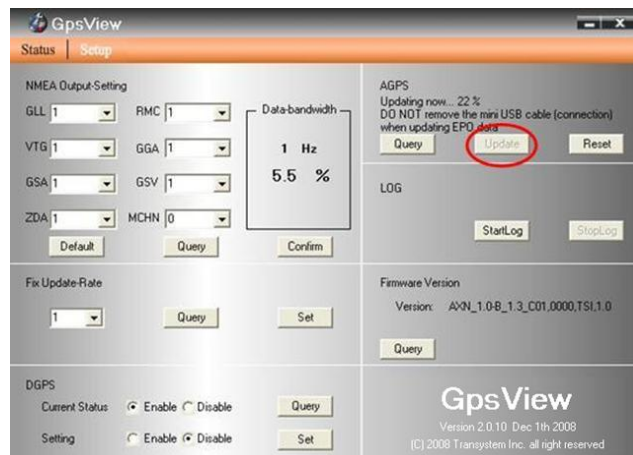 GpsView
Status | Setup
NMEA Output-Setting
GLL 1 RMC 1
VTG 1 GGA 1
GSA 1 GSV 1
ZDA 1 MCHN 0
Data-bandwidth
1 Hz
5.5 %
Default Query Confirm
AGPS
Updating now... 22 %
DO NOT remove the mini USB cable (connection)
when updating EPO data
Query Update Reset
LOG
StartLog StopLog
Fix Update-Rate
1 Query Set
Firmware Version
Version: AXN_1.0-B_1.3_C01,0000,TSI,1.0
Query
DGPS
Current Status Enable Disable Query
Setting Enable Disable Set
GpsView
Version 2.0.10 Dec 1th 2008
(C) 2008 Transystem Inc. all right reserved